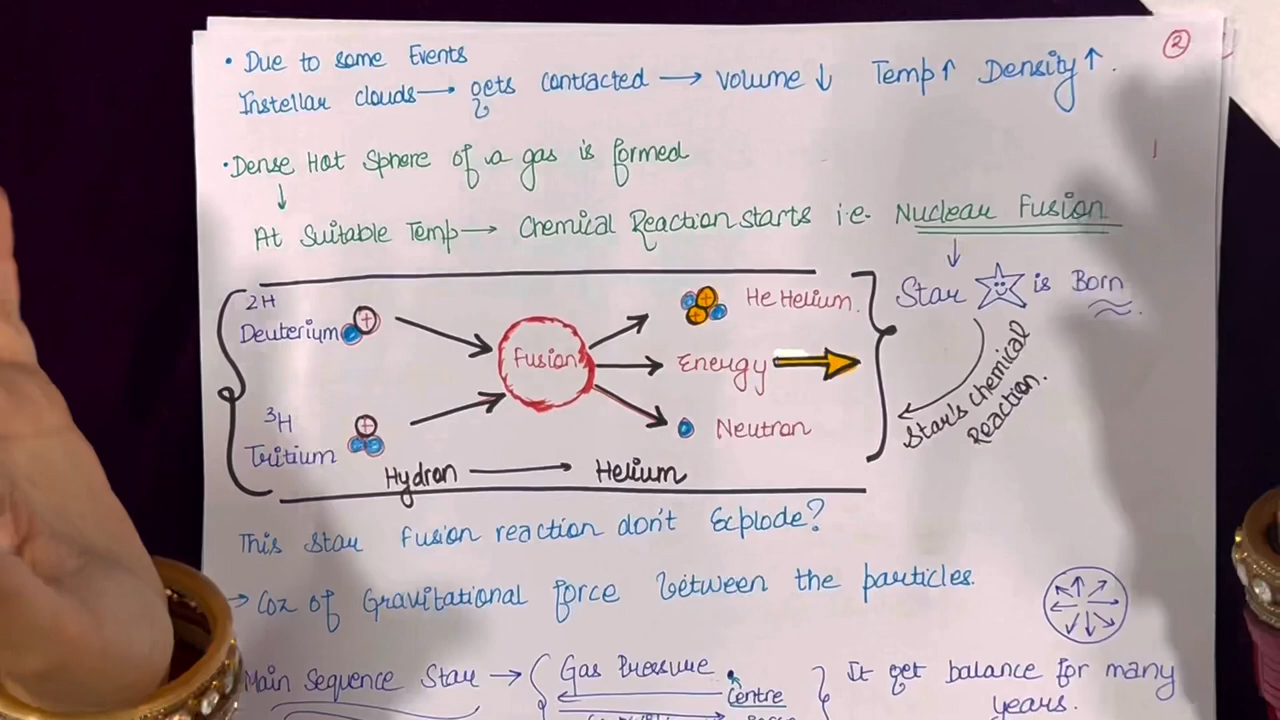 ②
• Due to some Events
Instellar clouds → gets contracted → Volume ↓ Temp↑ Density↑.
• Dense Hot Sphere of a gas is formed
↓
At Suitable Temp → Chemical Reaction starts i.e. Nuclear Fusion
↓
Star is Born
2H
Deuterium +
Fusion
+ He Helium.
Energy
3H
Tritium +
Neutron
Hydron → Helium
Star's Chemical
Reaction.
This star fusion reaction don't Ecplode?
→ Coz of Gravitational force between the particles.
Main Sequence Star → { Gas Pressure
Centre
} It get balance for many
years.